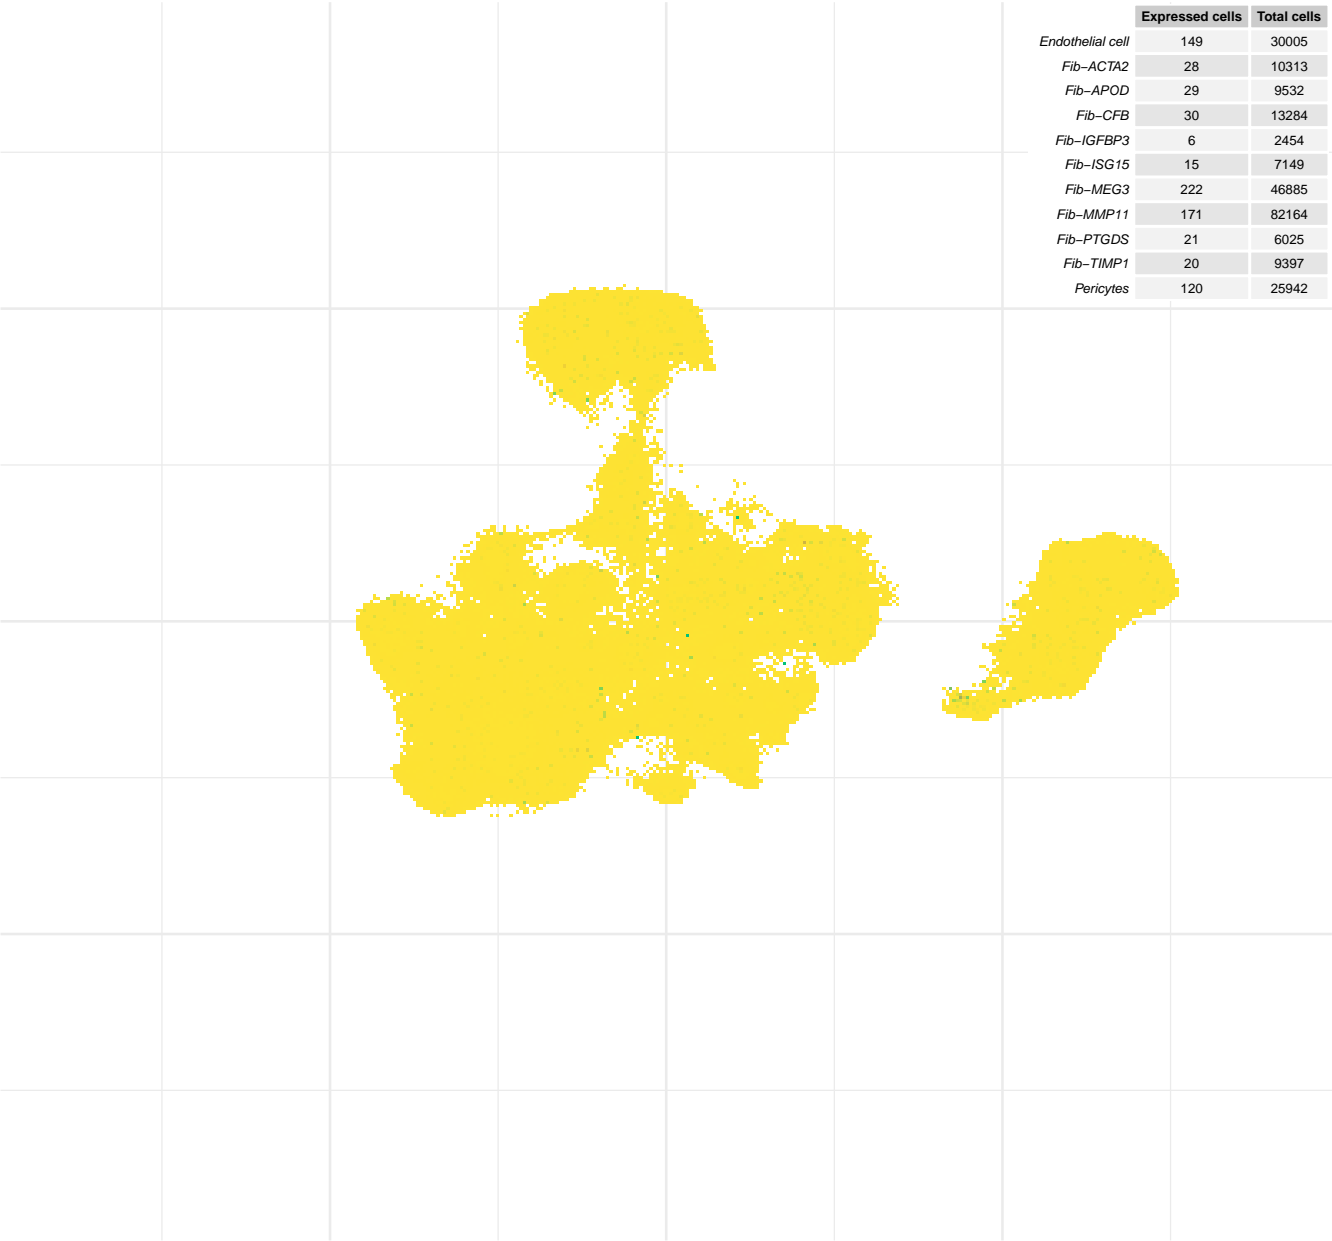 Expressed cells Total cells
Endothelial cell 149 30005
Fib−ACTA2 28 10313
Fib−APOD 29 9532
Fib−CFB 30 13284
Fib−IGFBP3 6 2454
Fib−ISG15 15 7149
Fib−MEG3 222 46885
Fib−MMP11 171 82164
Fib−PTGDS 21 6025
Fib−TIMP1 20 9397
Pericytes 120 25942